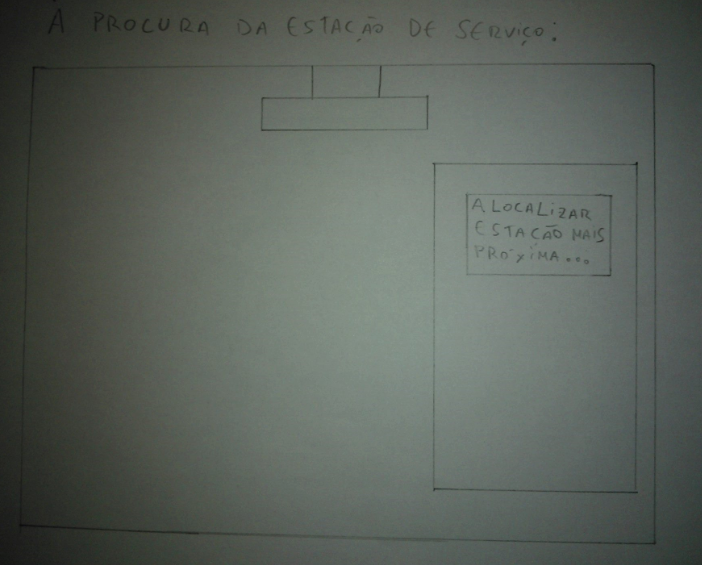 À PROCURA DA ESTAÇÃO DE SERVIÇO:
A LOCALIZAR
ESTAÇÃO MAIS
PRÓXIMA...